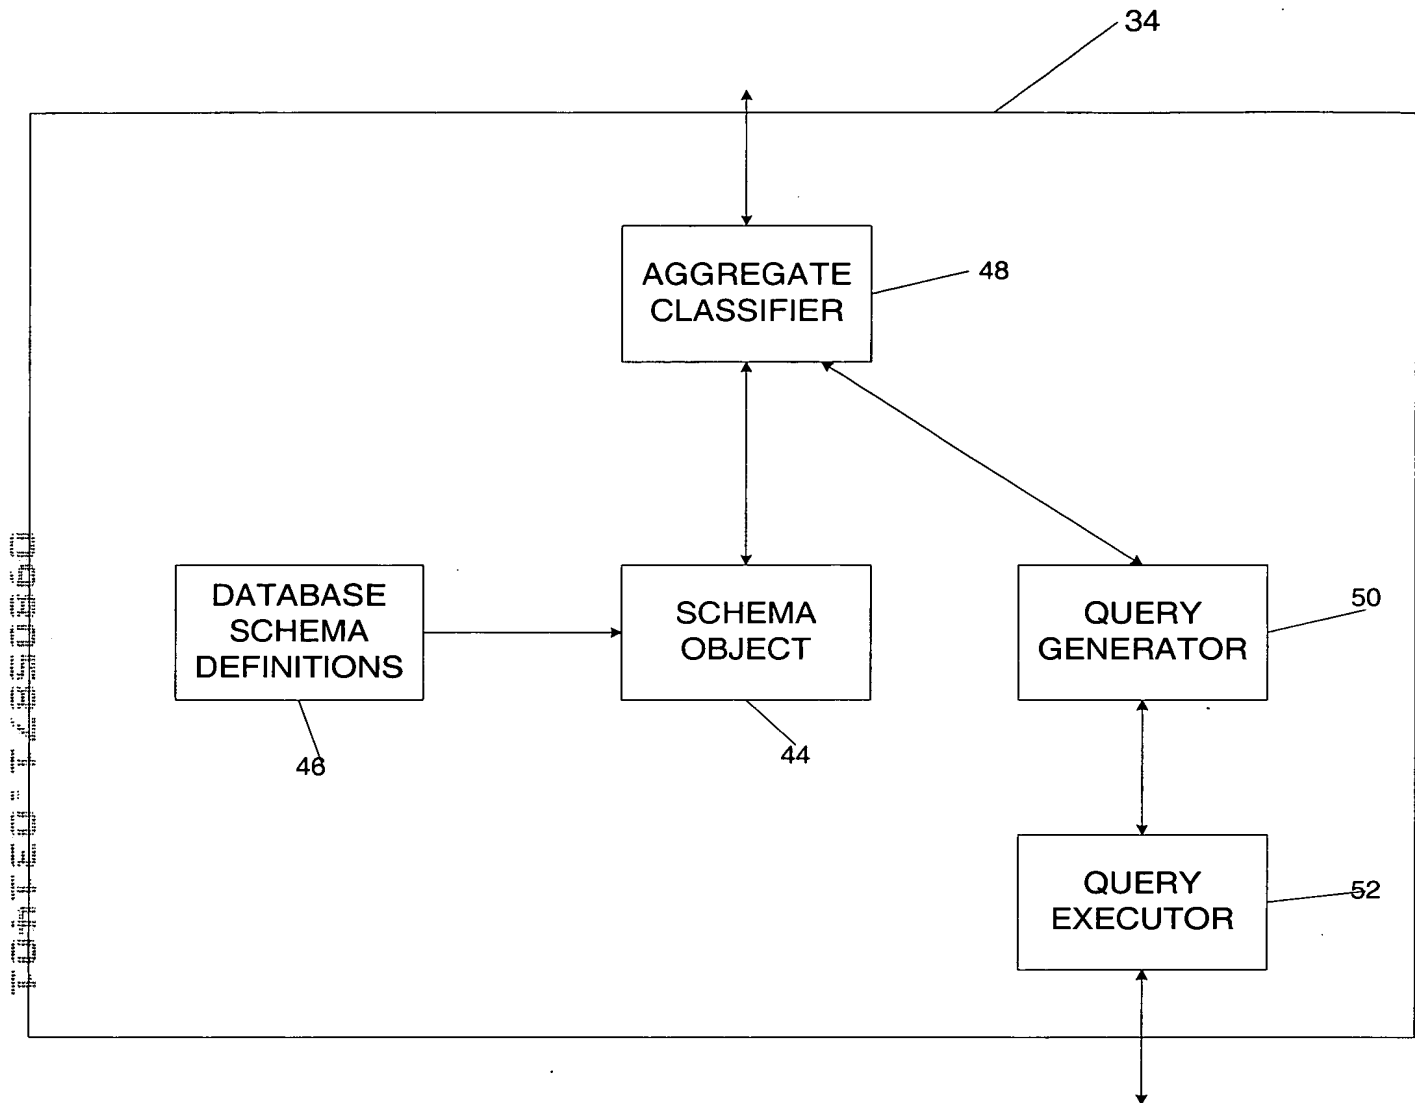 34
AGGREGATE
CLASSIFIER
48
DATABASE
SCHEMA
DEFINITIONS
46
SCHEMA
OBJECT
44
QUERY
GENERATOR
50
QUERY
EXECUTOR
52